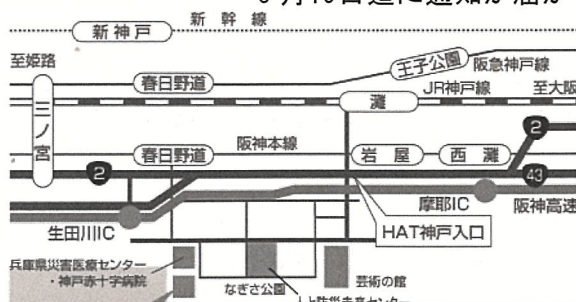 新神戸
新幹線
至姫路
三ノ宮
春日野道
王子公園
阪急神戸線
灘
JR神戸線
至大阪
2
春日野道
阪神本線
岩屋
西灘
2
43
生田川IC
摩耶IC
阪神高速
HAT神戸入口
兵庫県災害医療センター
・神戸赤十字病院
なぎさ公園
芸術の館